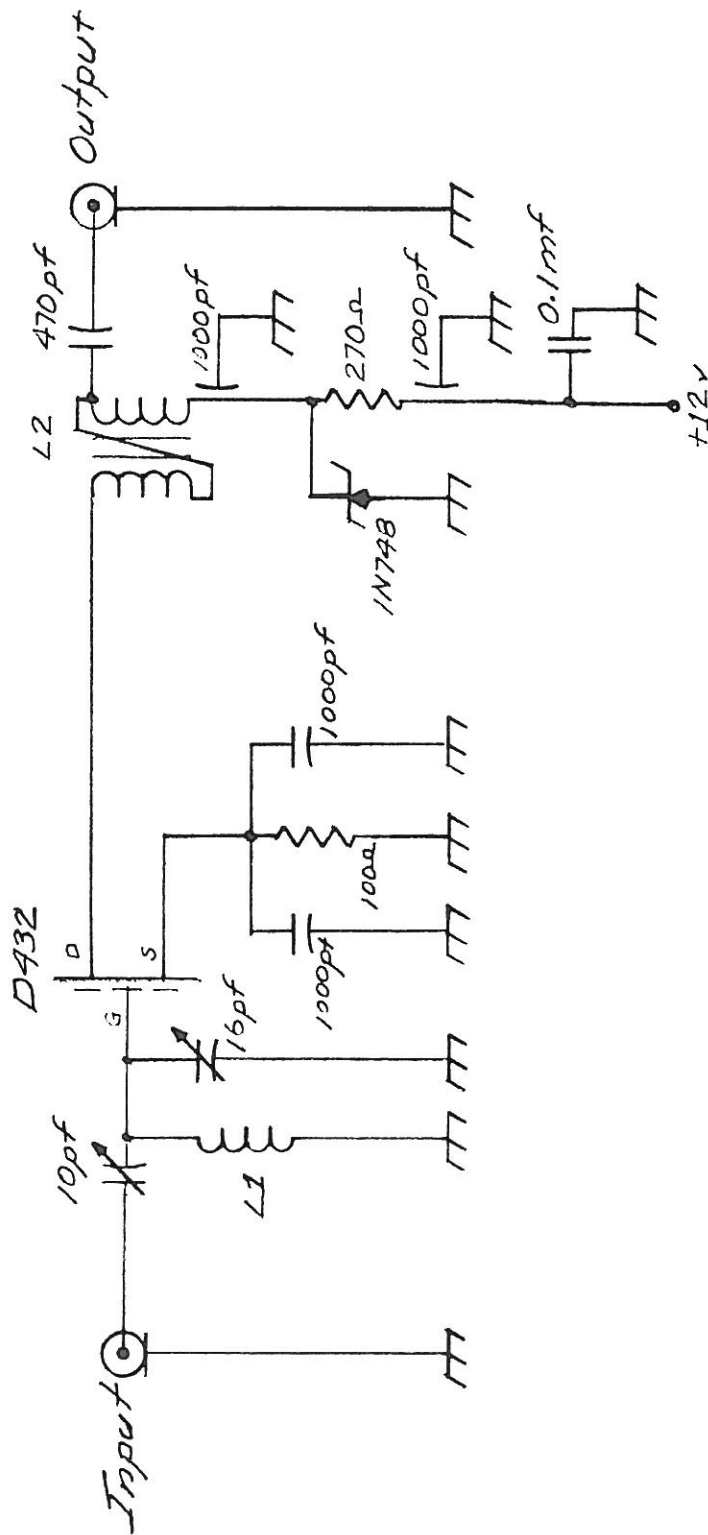 Input
10pf
L1
G
16pf
D432
D
S
1000pf
100Ω
1000pf
L2
470pf
Output
1000pf
270Ω
1N748
1000pf
0.1mf
+12v